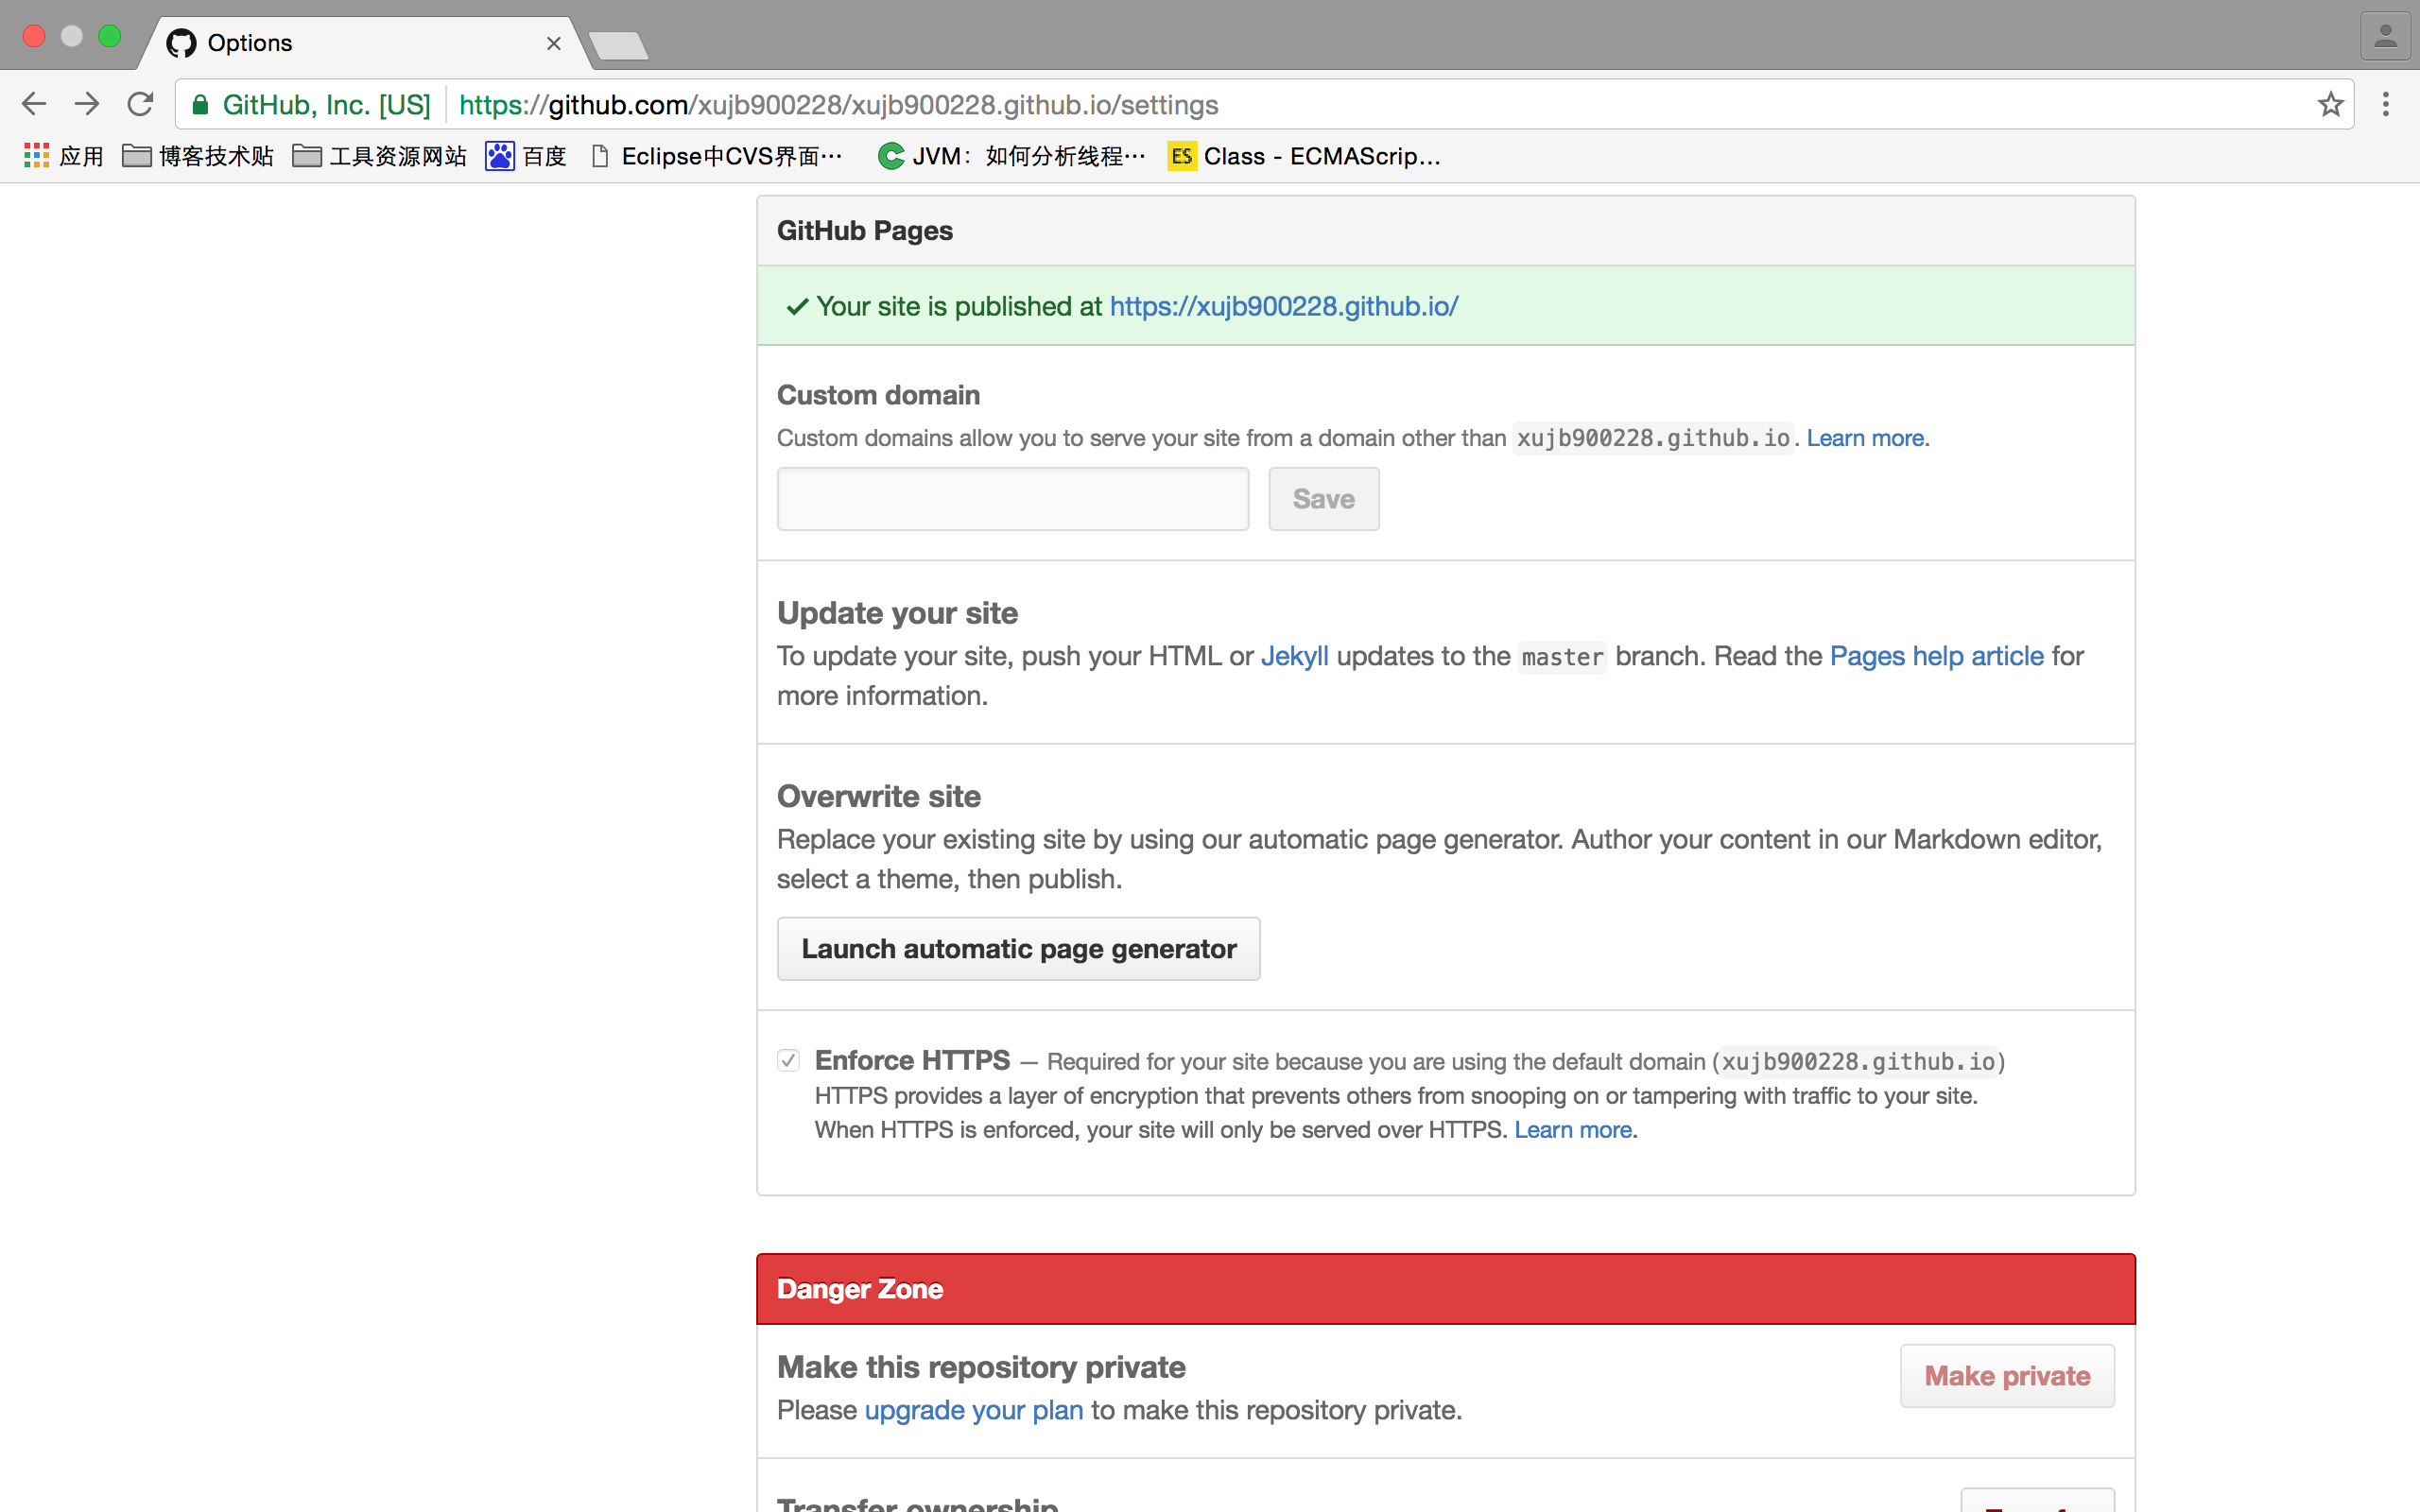 Options
GitHub, Inc. [US] https://github.com/xujb900228/xujb900228.github.io/settings
应用 博客技术贴 工具资源网站 百度 Eclipse中CVS界面… JVM：如何分析线程… ES Class - ECMAScrip...
GitHub Pages
Your site is published at https://xujb900228.github.io/
Custom domain
Custom domains allow you to serve your site from a domain other than xujb900228.github.io. Learn more.
Save
Update your site
To update your site, push your HTML or Jekyll updates to the master branch. Read the Pages help article for
more information.
Overwrite site
Replace your existing site by using our automatic page generator. Author your content in our Markdown editor,
select a theme, then publish.
Launch automatic page generator
Enforce HTTPS — Required for your site because you are using the default domain (xujb900228.github.io)
HTTPS provides a layer of encryption that prevents others from snooping on or tampering with traffic to your site.
When HTTPS is enforced, your site will only be served over HTTPS. Learn more.
Danger Zone
Make this repository private
Make private
Please upgrade your plan to make this repository private.
Transfer ownership